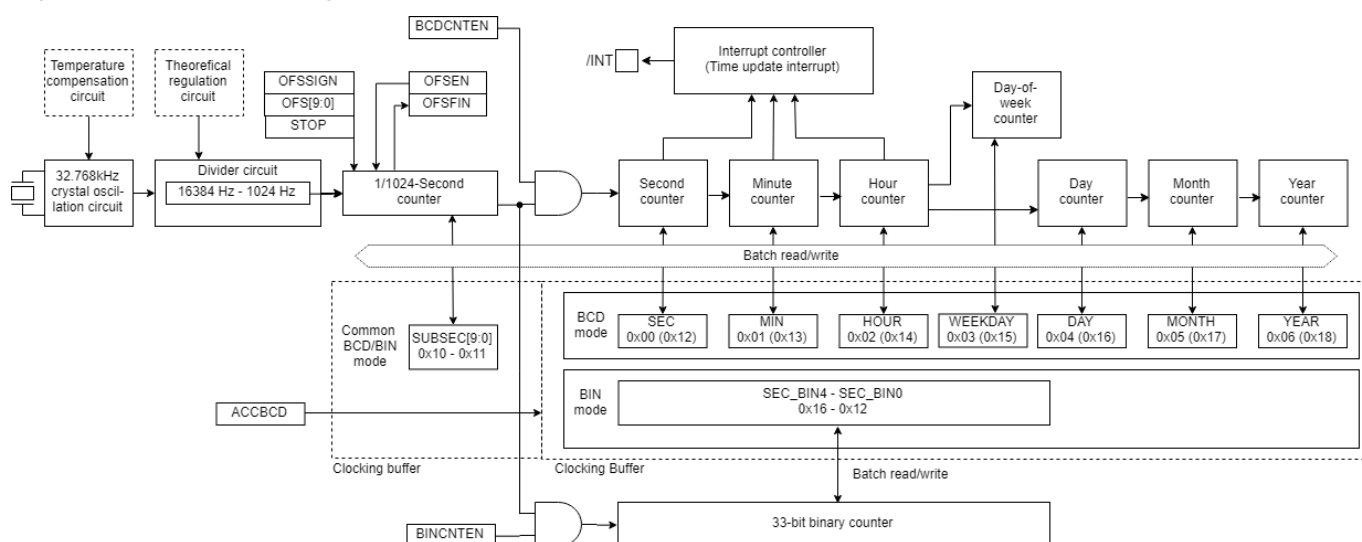 BCDCNTEN
Temperature
compensation
circuit
Theorefical
regulation
circuit
OFSSIGN
OFS[9:0]
STOP
OFSEN
OFSFIN
/INT
Interrupt controller
(Time update interrupt)
Day-of-
week
counter
32.768kHz
crystal oscil-
lation circuit
Divider circuit
16384 Hz - 1024 Hz
1/1024-Second
counter
Second
counter
Minute
counter
Hour
counter
Day
counter
Month
counter
Year
counter
Batch read/write
Common
BCD/BIN
mode
SUBSEC[9:0]
0x10 - 0x11
BCD
mode
SEC
0x00 (0x12)
MIN
0x01 (0x13)
HOUR
0x02 (0x14)
WEEKDAY
0x03 (0x15)
DAY
0x04 (0x16)
MONTH
0x05 (0x17)
YEAR
0x06 (0x18)
ACCBCD
BIN
mode
SEC_BIN4 - SEC_BIN0
0x16 - 0x12
Clocking buffer
Clocking Buffer
Batch read/write
BINCNTEN
33-bit binary counter